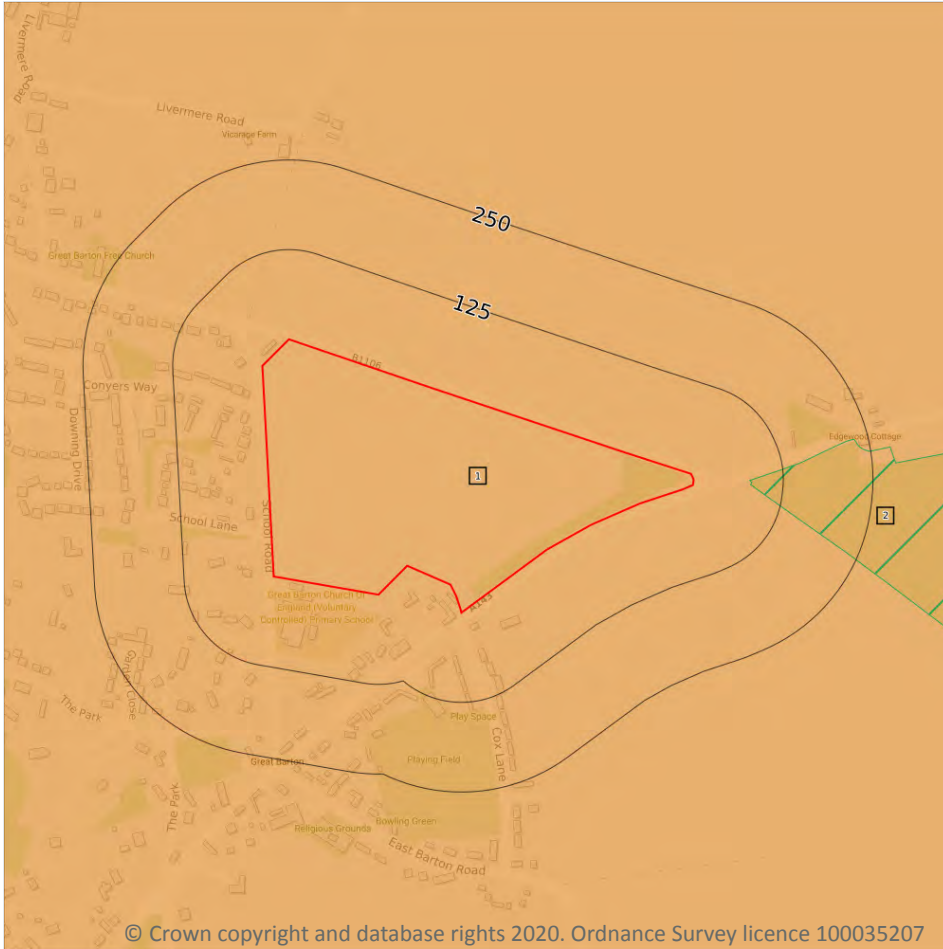 Livermere Road
Livermere Road
Vicarage Farm
250
Great Barton Free Church
125
B1106
Conyers Way
Downing Drive
Edgewood Cottage
1
School Lane
School Road
2
Great Barton Church Of
England (Voluntary
Controlled) Primary School
A143
Garden Close
The Park
Play Space
Cox Lane
Great Barton
Playing Field
The Park
Bowling Green
Religious Grounds
East Barton Road
© Crown copyright and database rights 2020. Ordnance Survey licence 100035207